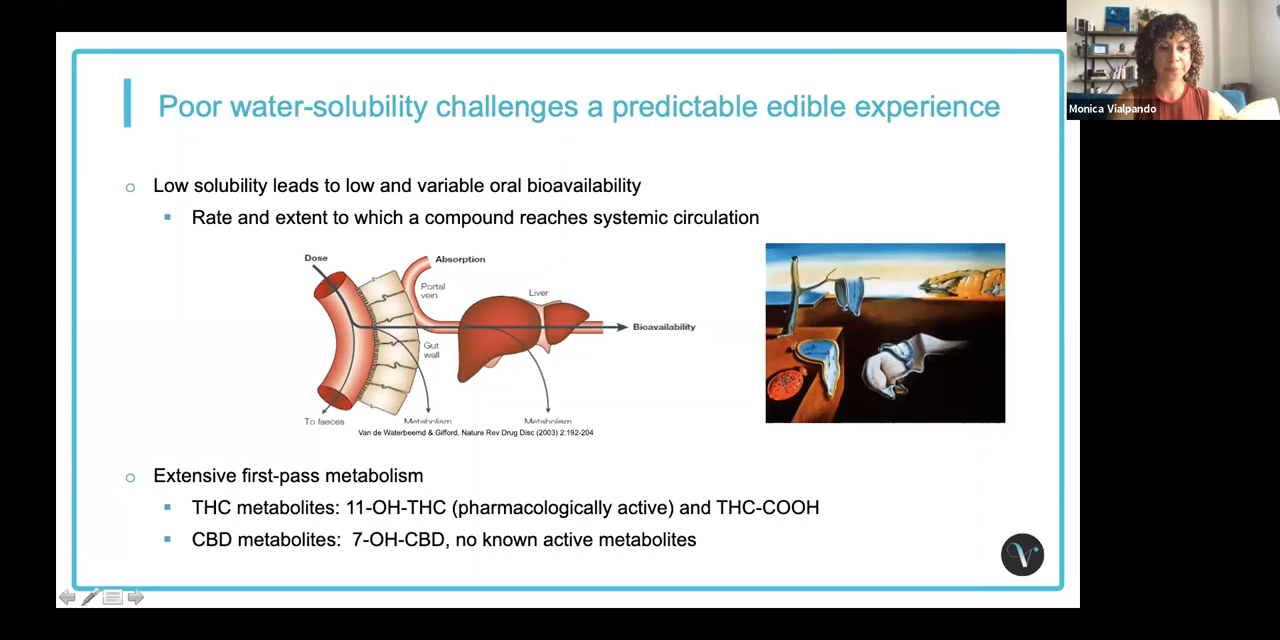 Poor water-solubility challenges a predictable edible experience
Low solubility leads to low and variable oral bioavailability
Rate and extent to which a compound reaches systemic circulation
Dose
Absorption
Portal
vein
Liver
Bioavailability
Gut
wall
To faeces
Metabolism
Metabolism
Van de Waterbeemd & Gifford, Nature Rev Drug Disc (2003) 2:192-204
Extensive first-pass metabolism
THC metabolites: 11-OH-THC (pharmacologically active) and THC-COOH
CBD metabolites: 7-OH-CBD, no known active metabolites
V
Monica Vialpando